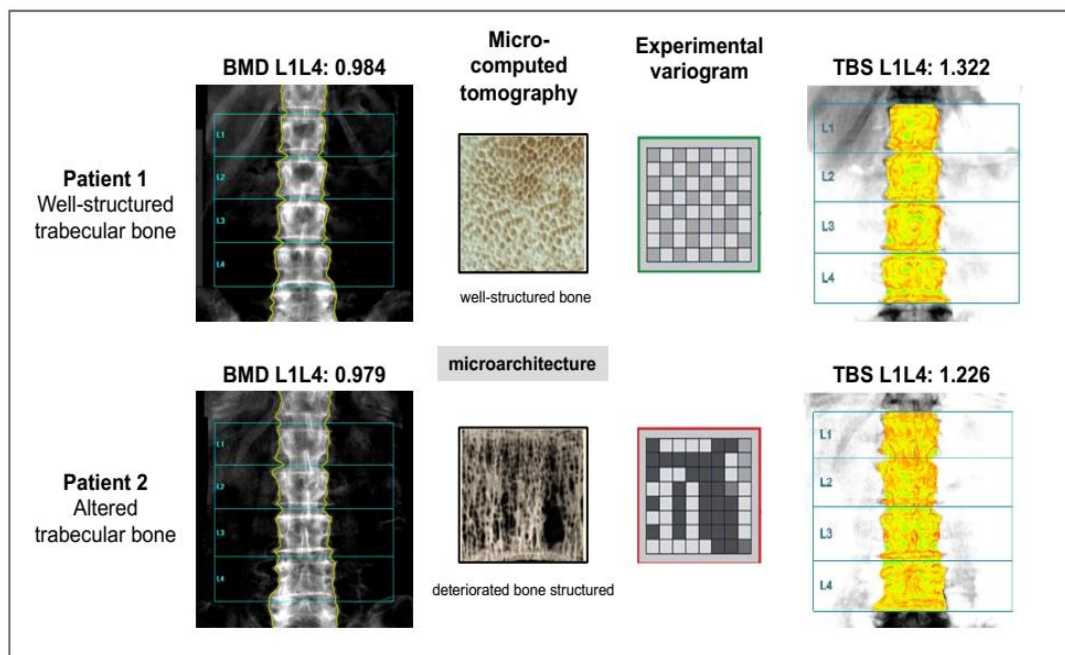 BMD L1L4: 0.984
Micro-
computed
tomography
Experimental
variogram
TBS L1L4: 1.322
Patient 1
Well-structured
trabecular bone
L1
L2
L3
L4
well-structured bone
L1
L2
L3
L4
BMD L1L4: 0.979
microarchitecture
TBS L1L4: 1.226
Patient 2
Altered
trabecular bone
L1
L2
L3
L4
deteriorated bone structured
L1
L2
L3
L4